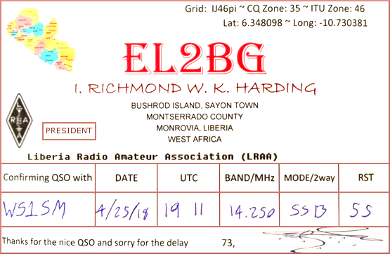 Grid: IJ46pi ~ CQ Zone: 35 ~ ITU Zone: 46
Lat: 6.348098 ~ Long: -10.730381
EL2BG
I. RICHMOND W. K. HARDING
BUSHROD ISLAND, SAYON TOWN
MONTSERRADO COUNTY
MONROVIA, LIBERIA
WEST AFRICA
PRESIDENT
Liberia Radio Amateur Association (LRAA)
Confirming QSO with DATE UTC BAND/MHz MODE/2way RST
WS1SM 4/25/18 19 11 14.250 SSB 55
Thanks for the nice QSO and sorry for the delay 73,